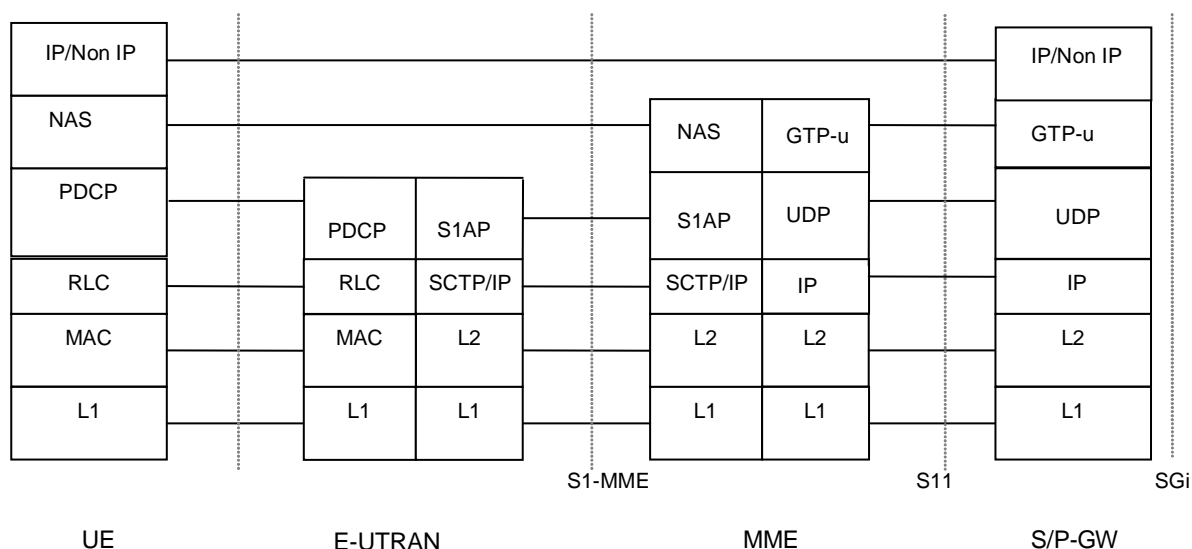 IP/Non IP IP/Non IP
NAS NAS GTP-u GTP-u
PDCP PDCP S1AP S1AP UDP UDP
RLC RLC SCTP/IP SCTP/IP IP IP
MAC MAC L2 L2 L2 L2
L1 L1 L1 L1 L1 L1
S1-MME S11 SGi
UE E-UTRAN MME S/P-GW